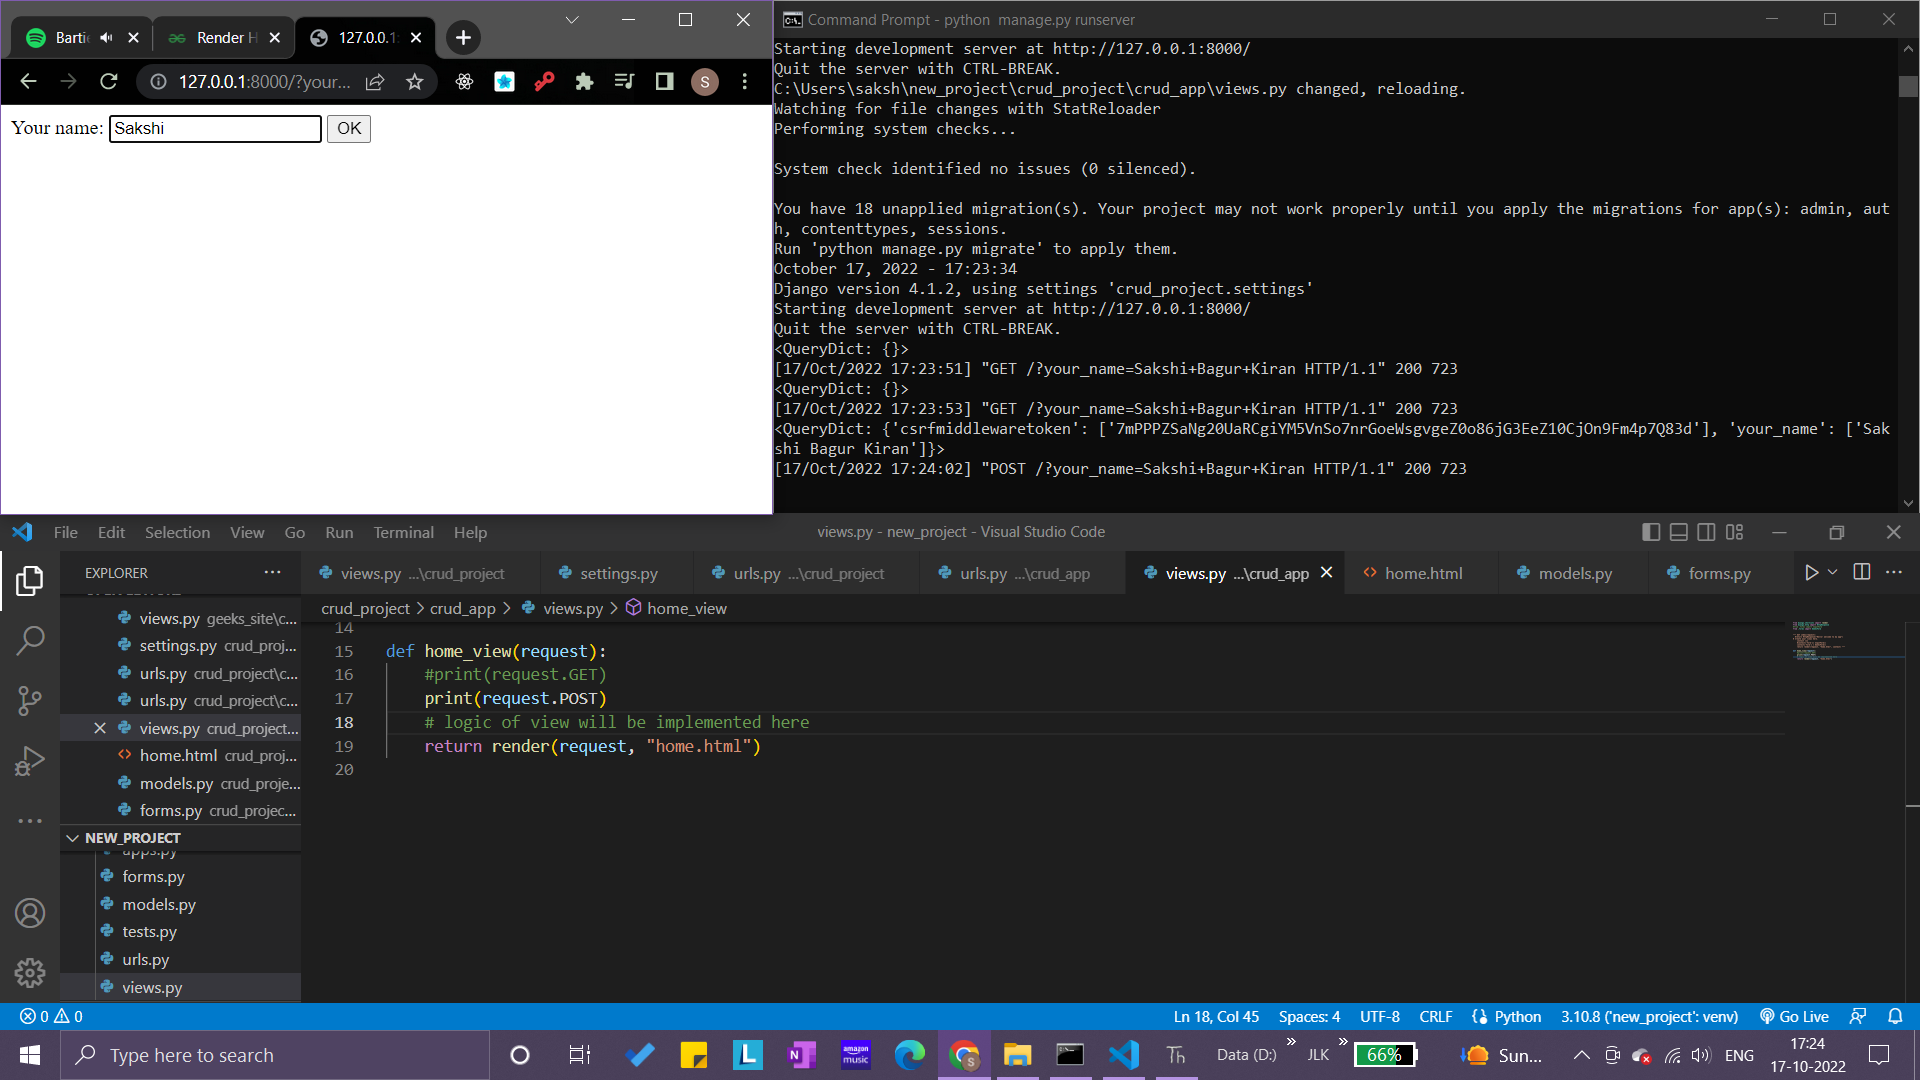 Barti
Render H
127.0.0.1:
127.0.0.1:8000/?your...
S
Your name: Sakshi OK
Command Prompt - python  manage.py runserver
Starting development server at http://127.0.0.1:8000/
Quit the server with CTRL-BREAK.
C:\Users\saksh\new_project\crud_project\crud_app\views.py changed, reloading.
Watching for file changes with StatReloader
Performing system checks...
System check identified no issues (0 silenced).
You have 18 unapplied migration(s). Your project may not work properly until you apply the migrations for app(s): admin, aut
h, contenttypes, sessions.
Run 'python manage.py migrate' to apply them.
October 17, 2022 - 17:23:34
Django version 4.1.2, using settings 'crud_project.settings'
Starting development server at http://127.0.0.1:8000/
Quit the server with CTRL-BREAK.
<QueryDict: {}>
[17/Oct/2022 17:23:51] "GET /?your_name=Sakshi+Bagur+Kiran HTTP/1.1" 200 723
<QueryDict: {}>
[17/Oct/2022 17:23:53] "GET /?your_name=Sakshi+Bagur+Kiran HTTP/1.1" 200 723
<QueryDict: {'csrfmiddlewaretoken': ['7mPPPZSaNg20UaRCgiYM5VnSo7nrGoeWsgvgeZ0o86jG3EeZ10CjOn9Fm4p7Q83d'], 'your_name': ['Sak
shi Bagur Kiran']}>
[17/Oct/2022 17:24:02] "POST /?your_name=Sakshi+Bagur+Kiran HTTP/1.1" 200 723
File Edit Selection View Go Run Terminal Help
views.py - new_project - Visual Studio Code
EXPLORER ...
views.py ...\crud_project
settings.py
urls.py ...\crud_project
urls.py ...\crud_app
views.py ...\crud_app
home.html
models.py
forms.py
crud_project > crud_app > views.py > home_view
views.py geeks_site\c...
settings.py crud_proj...
urls.py crud_project\c...
urls.py crud_project\c...
views.py crud_project...
home.html crud_proj...
models.py crud_proje...
forms.py crud_projec...
NEW_PROJECT
apps.py
forms.py
models.py
tests.py
urls.py
views.py
14
15 def home_view(request):
16 #print(request.GET)
17 print(request.POST)
18 # logic of view will be implemented here
19 return render(request, "home.html")
20
0 0
Ln 18, Col 45 Spaces: 4 UTF-8 CRLF Python 3.10.8 ('new_project': venv) Go Live
Type here to search
L
N
amazon music
S
Th
Data (D:) » JLK » 66% Sun... ENG
17:24
17-10-2022